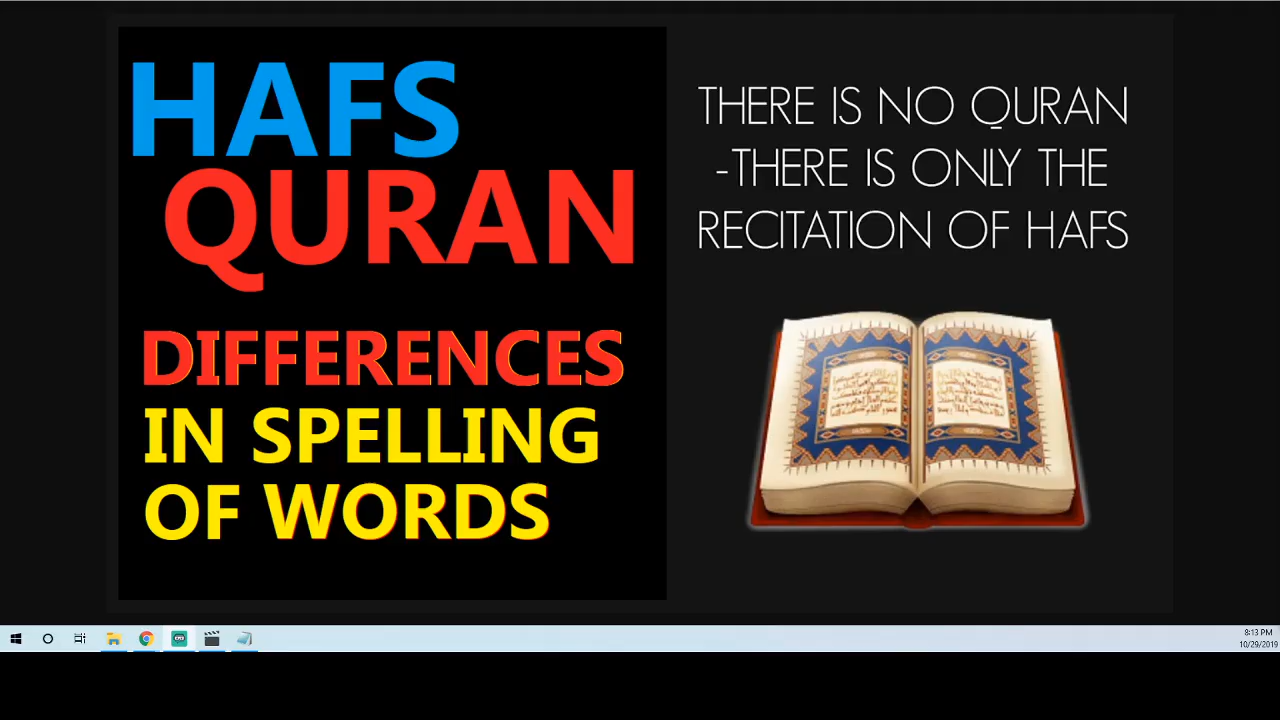 HAFS
QURAN
DIFFERENCES
IN SPELLING
OF WORDS
THERE IS NO QURAN
-THERE IS ONLY THE
RECITATION OF HAFS
8:13 PM
10/29/2019